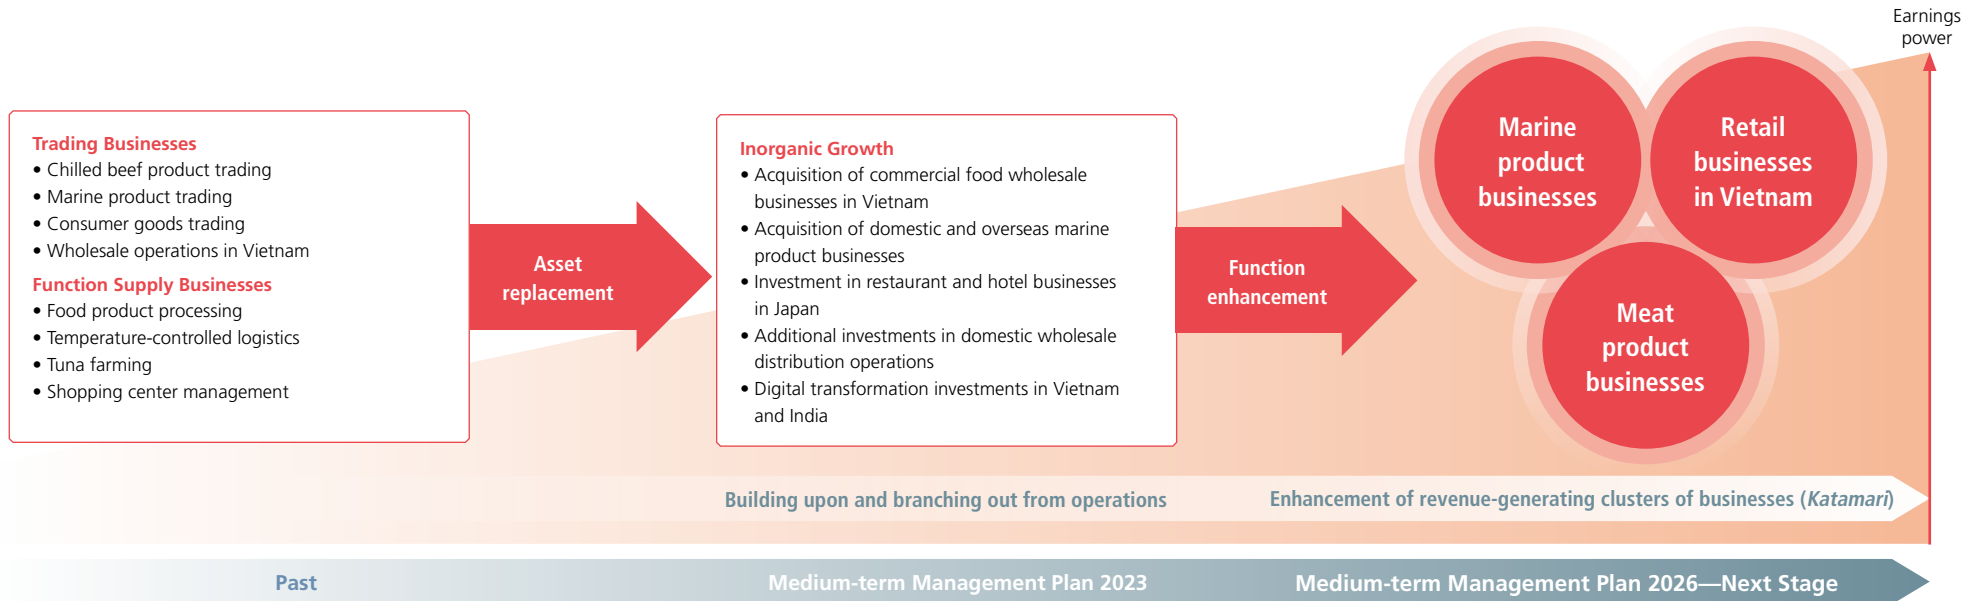 Earnings
power
Trading Businesses
• Chilled beef product trading
• Marine product trading
• Consumer goods trading
• Wholesale operations in Vietnam
Function Supply Businesses
• Food product processing
• Temperature-controlled logistics
• Tuna farming
• Shopping center management
Asset
replacement
Inorganic Growth
• Acquisition of commercial food wholesale
businesses in Vietnam
• Acquisition of domestic and overseas marine
product businesses
• Investment in restaurant and hotel businesses
in Japan
• Additional investments in domestic wholesale
distribution operations
• Digital transformation investments in Vietnam
and India
Function
enhancement
Marine
product
businesses
Retail
businesses
in Vietnam
Meat
product
businesses
Building upon and branching out from operations
Enhancement of revenue-generating clusters of businesses (Katamari)
Past
Medium-term Management Plan 2023
Medium-term Management Plan 2026—Next Stage